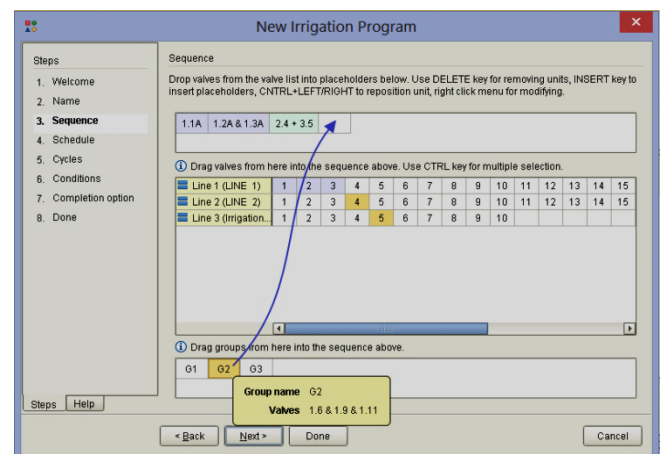 New Irrigation Program
Steps
1. Welcome
2. Name
3. Sequence
4. Schedule
5. Cycles
6. Conditions
7. Completion option
8. Done
Sequence
Drop valves from the valve list into placeholders below. Use DELETE key for removing units, INSERT key to
insert placeholders, CNTRL+LEFT/RIGHT to reposition unit, right click menu for modifying.
1.1A 1.2A & 1.3A 2.4 + 3.5
Drag valves from here into the sequence above. Use CTRL key for multiple selection.
Line 1 (LINE 1) 1 2 3 4 5 6 7 8 9 10 11 12 13 14 15
Line 2 (LINE 2) 1 2 3 4 5 6 7 8 9 10 11 12 13 14 15
Line 3 (Irrigation... 1 2 3 4 5 6 7 8 9 10
Drag groups from here into the sequence above.
G1 G2 G3
Group name G2
Valves 1.6 & 1.9 & 1.11
Steps Help
< Back Next > Done Cancel